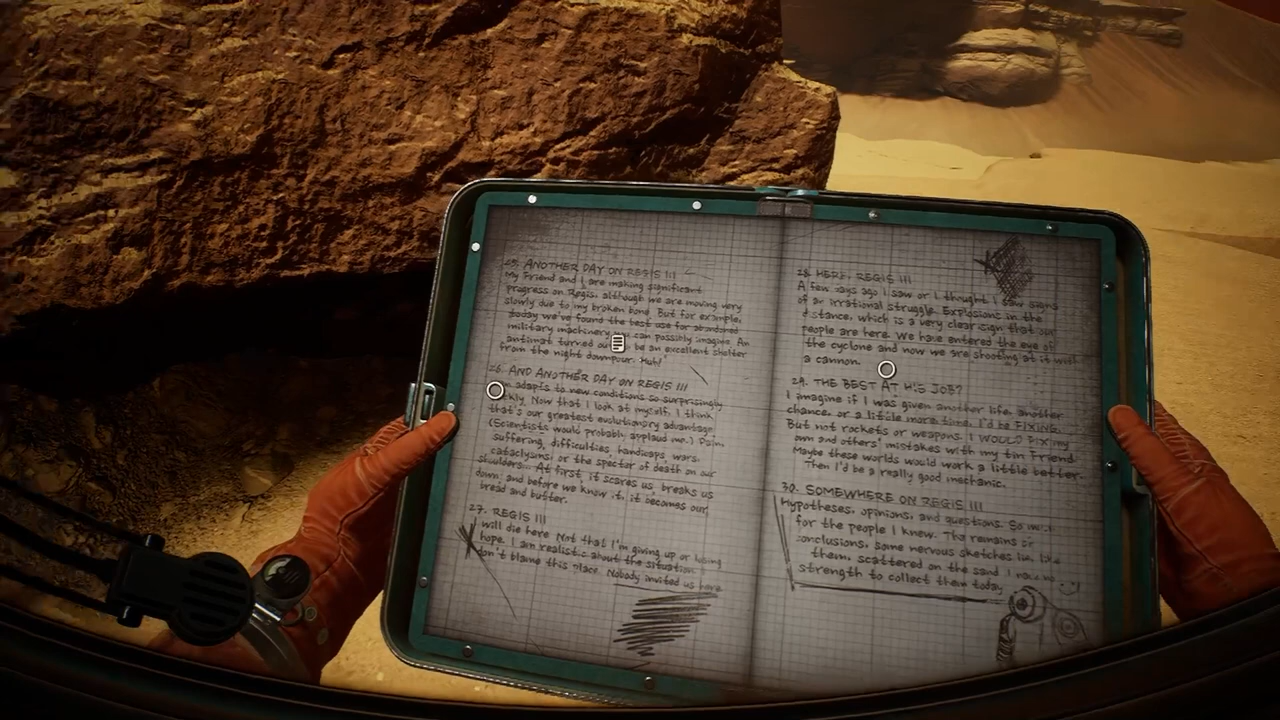 25. ANOTHER DAY ON REGIS III
My Friend and I are making significant
progress on Regis, although we are moving very
slowly due to my broken bone. But for example,
today we've found the best use for abandoned
military machinery you can possibly imagine. An
antimat turned out be an excellent shelter
from the night downpour. Huh!
26. AND ANOTHER DAY ON REGIS III
adapts to new conditions so surprisingly
Now that I look at myself, I think
that's our greatest evolutionary advantage
(Scientists would probably applaud me.) Pain,
suffering, difficulties, handicaps, wars,
cataclysms, or the specter of death on our
shoulders... At first, it scares us, breaks us
down, and before we know it, it becomes our
bread and butter.
27. REGIS III
I will die here. Not that I'm giving up or losing
hope. I am realistic about the situation. I
don't blame this place. Nobody invited us here.
28. HERE, REGIS III
A few days ago I saw or I thought I saw signs
of an irrational struggle. Explosions in the
distance, which is a very clear sign that our
people are here. We have entered the eye of
the cyclone and now we are shooting at it with
a cannon.
29. THE BEST AT HIS JOB?
I imagine if I was given another life, another
chance, or a little more time, I'd be FIXING.
But not rockets or weapons. I WOULD FIX my
own and others' mistakes with my tin Friend.
Maybe these worlds would work a little better.
Then I'd be a really good mechanic.
30. SOMEWHERE ON REGIS III
Hypotheses, opinions, and questions. So
for the people I knew. The remains of
conclusions, some nervous sketches lie, like
them, scattered on the sand. I have no
strength to collect them today.